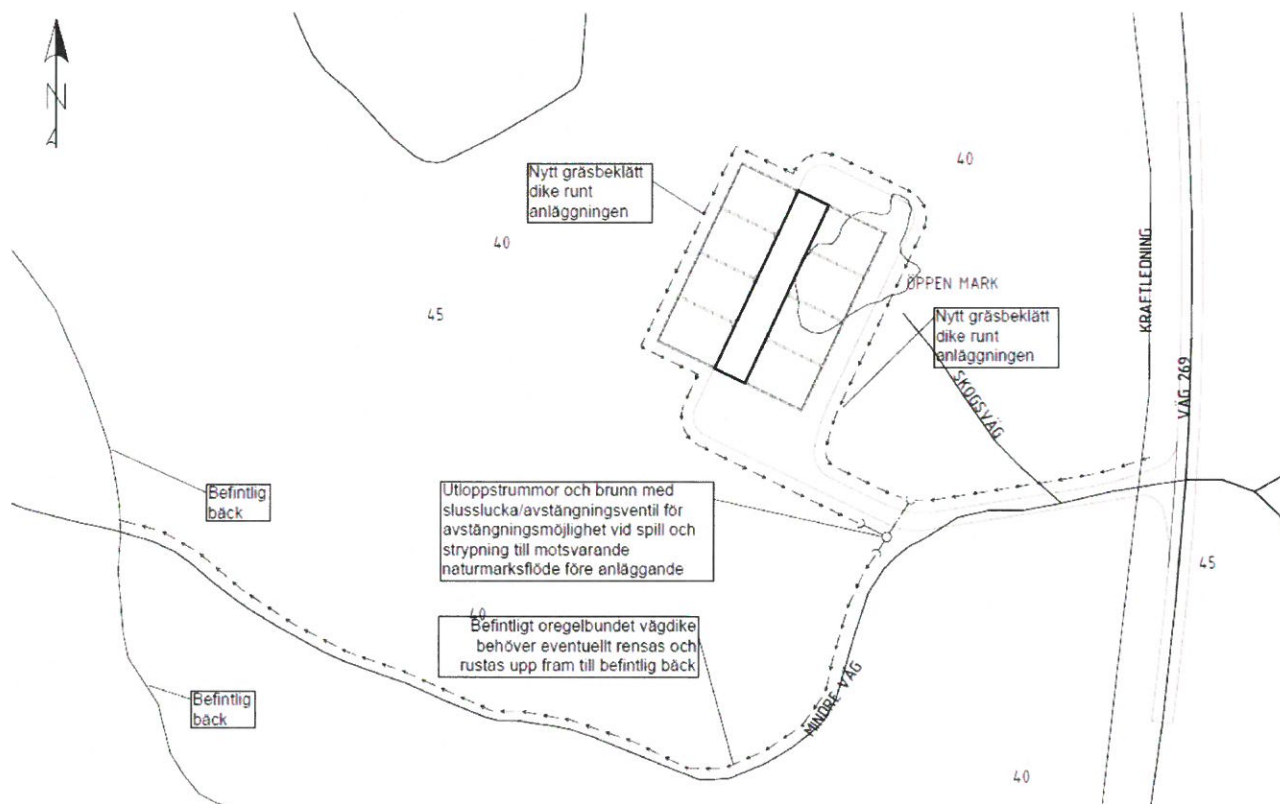 N
Nytt gräsbeklätt
dike runt
anläggningen
40
40
ÖPPEN MARK
45
Nytt gräsbeklätt
dike runt
anläggningen
KRAFTLEDNING
VÄG 269
SKOGSVÄG
Befintlig
bäck
Utloppstrummor och brunn med
slusslucka/avstängningsventil för
avstängningsmöjlighet vid spill och
strypning till motsvarande
naturmarksflöde före anläggande
45
40
Befintligt oregelbundet vägdike
behöver eventuellt rensas och
rustas upp fram till befintlig bäck
MINDRE VÄG
Befintlig
bäck
40